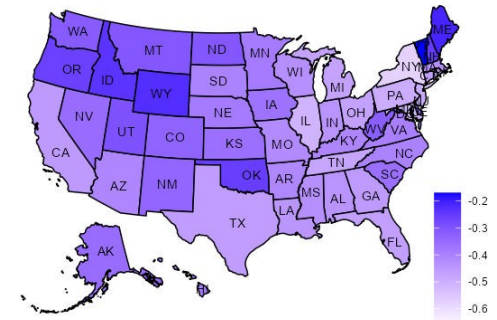 WA
ME
MT
ND
MN
OR
ID
WI
NY
SD
MI
WY
IA
PA
NE
NV
IL
IN
OH
UT
CO
WV
VA
KS
MO
KY
CA
NC
TN
OK
AR
SC
AZ
NM
MS
AL
GA
TX
LA
FL
AK
-0.2
-0.3
-0.4
-0.5
-0.6